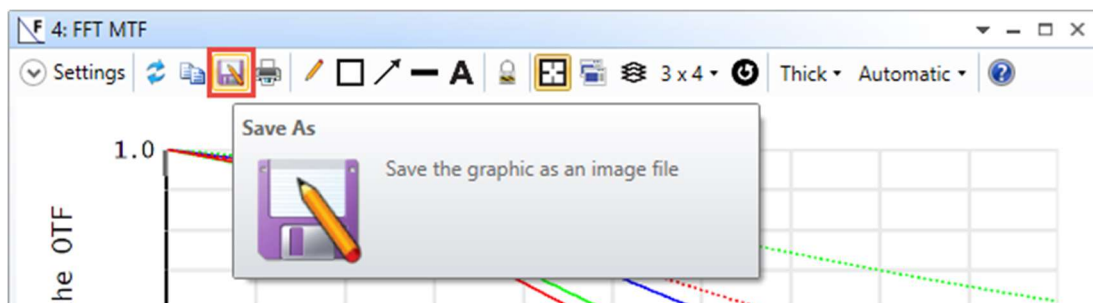 4: FFT MTF
Settings A 3 x 4 Thick Automatic ?
Save As
Save the graphic as an image file
1.0
he OTF